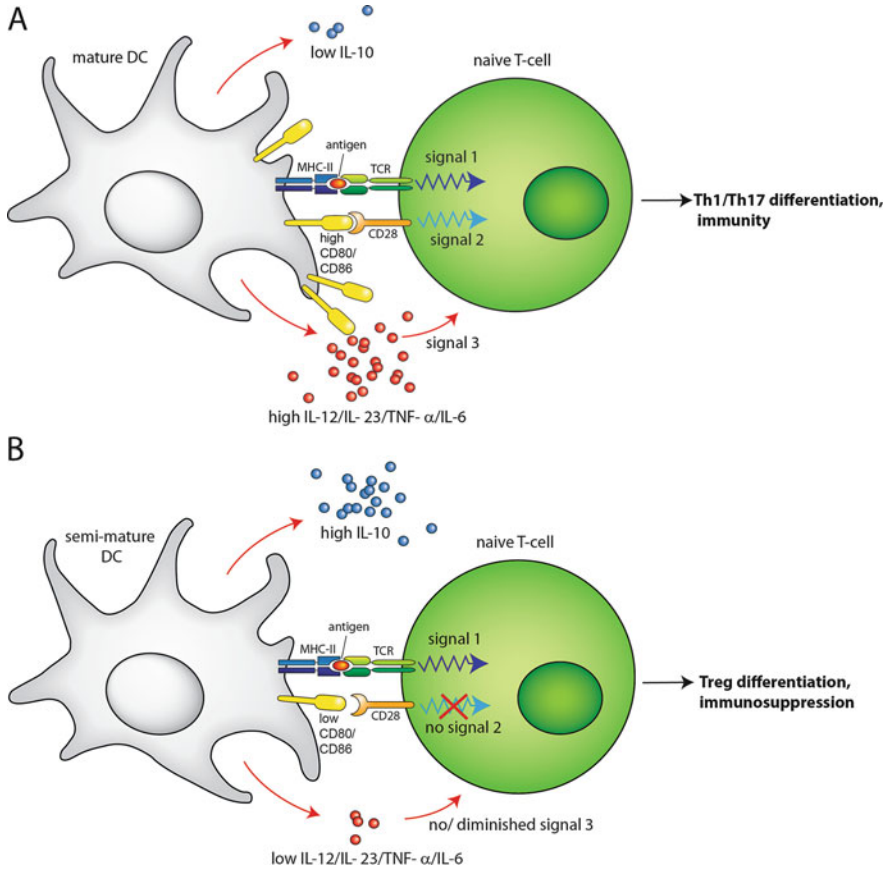 A
mature DC
low IL-10
naive T-cell
antigen
MHC-II
TCR
signal 1
high
CD80/
CD86
CD28
signal 2
Th1/Th17 differentiation,
immunity
signal 3
high IL-12/IL- 23/TNF- α/IL-6
B
semi-mature
DC
high IL-10
naive T-cell
antigen
MHC-II
TCR
signal 1
low
CD80/
CD86
CD28
no signal 2
Treg differentiation,
immunosuppression
no/ diminished signal 3
low IL-12/IL- 23/TNF- α/IL-6